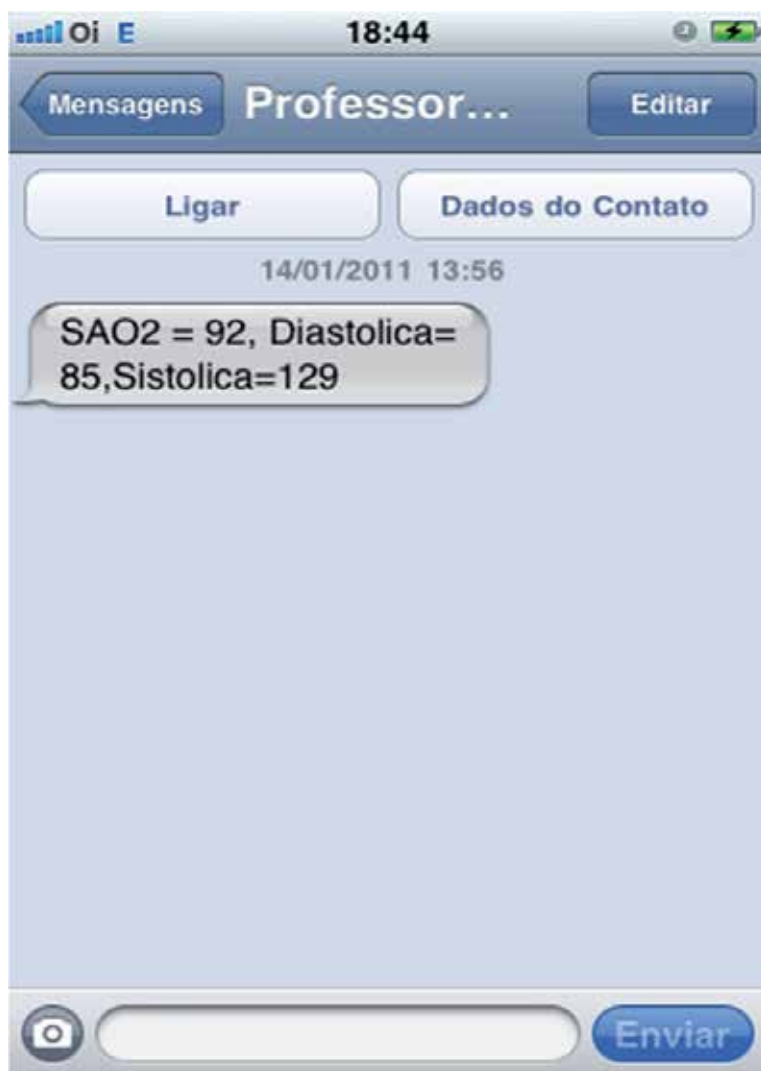 Oi E 18:44
Mensagens Professor... Editar
Ligar Dados do Contato
14/01/2011 13:56
SAO2 = 92, Diastolica=
85,Sistolica=129
Enviar